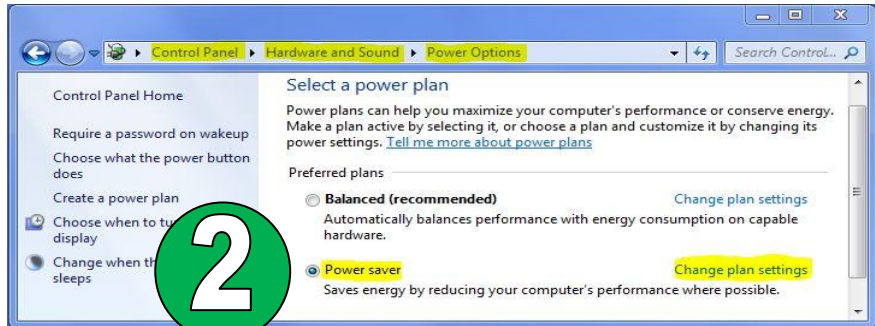 Control Panel Hardware and Sound Power Options
Search Control...
Control Panel Home
Require a password on wakeup
Choose what the power button
does
Create a power plan
Choose when to
display
Change when
sleeps
2
Select a power plan
Power plans can help you maximize your computer's performance or conserve energy.
Make a plan active by selecting it, or choose a plan and customize it by changing its
power settings. Tell me more about power plans
Preferred plans
Balanced (recommended) Change plan settings
Automatically balances performance with energy consumption on capable
hardware.
Power saver Change plan settings
Saves energy by reducing your computer's performance where possible.